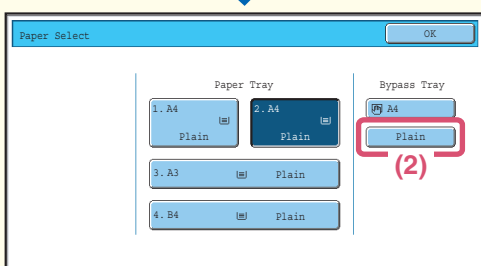 Paper Select
OK
Paper Tray
Bypass Tray
1. A4
Plain
2. A4
Plain
A4
Plain
(2)
3. A3 Plain
4. B4 Plain